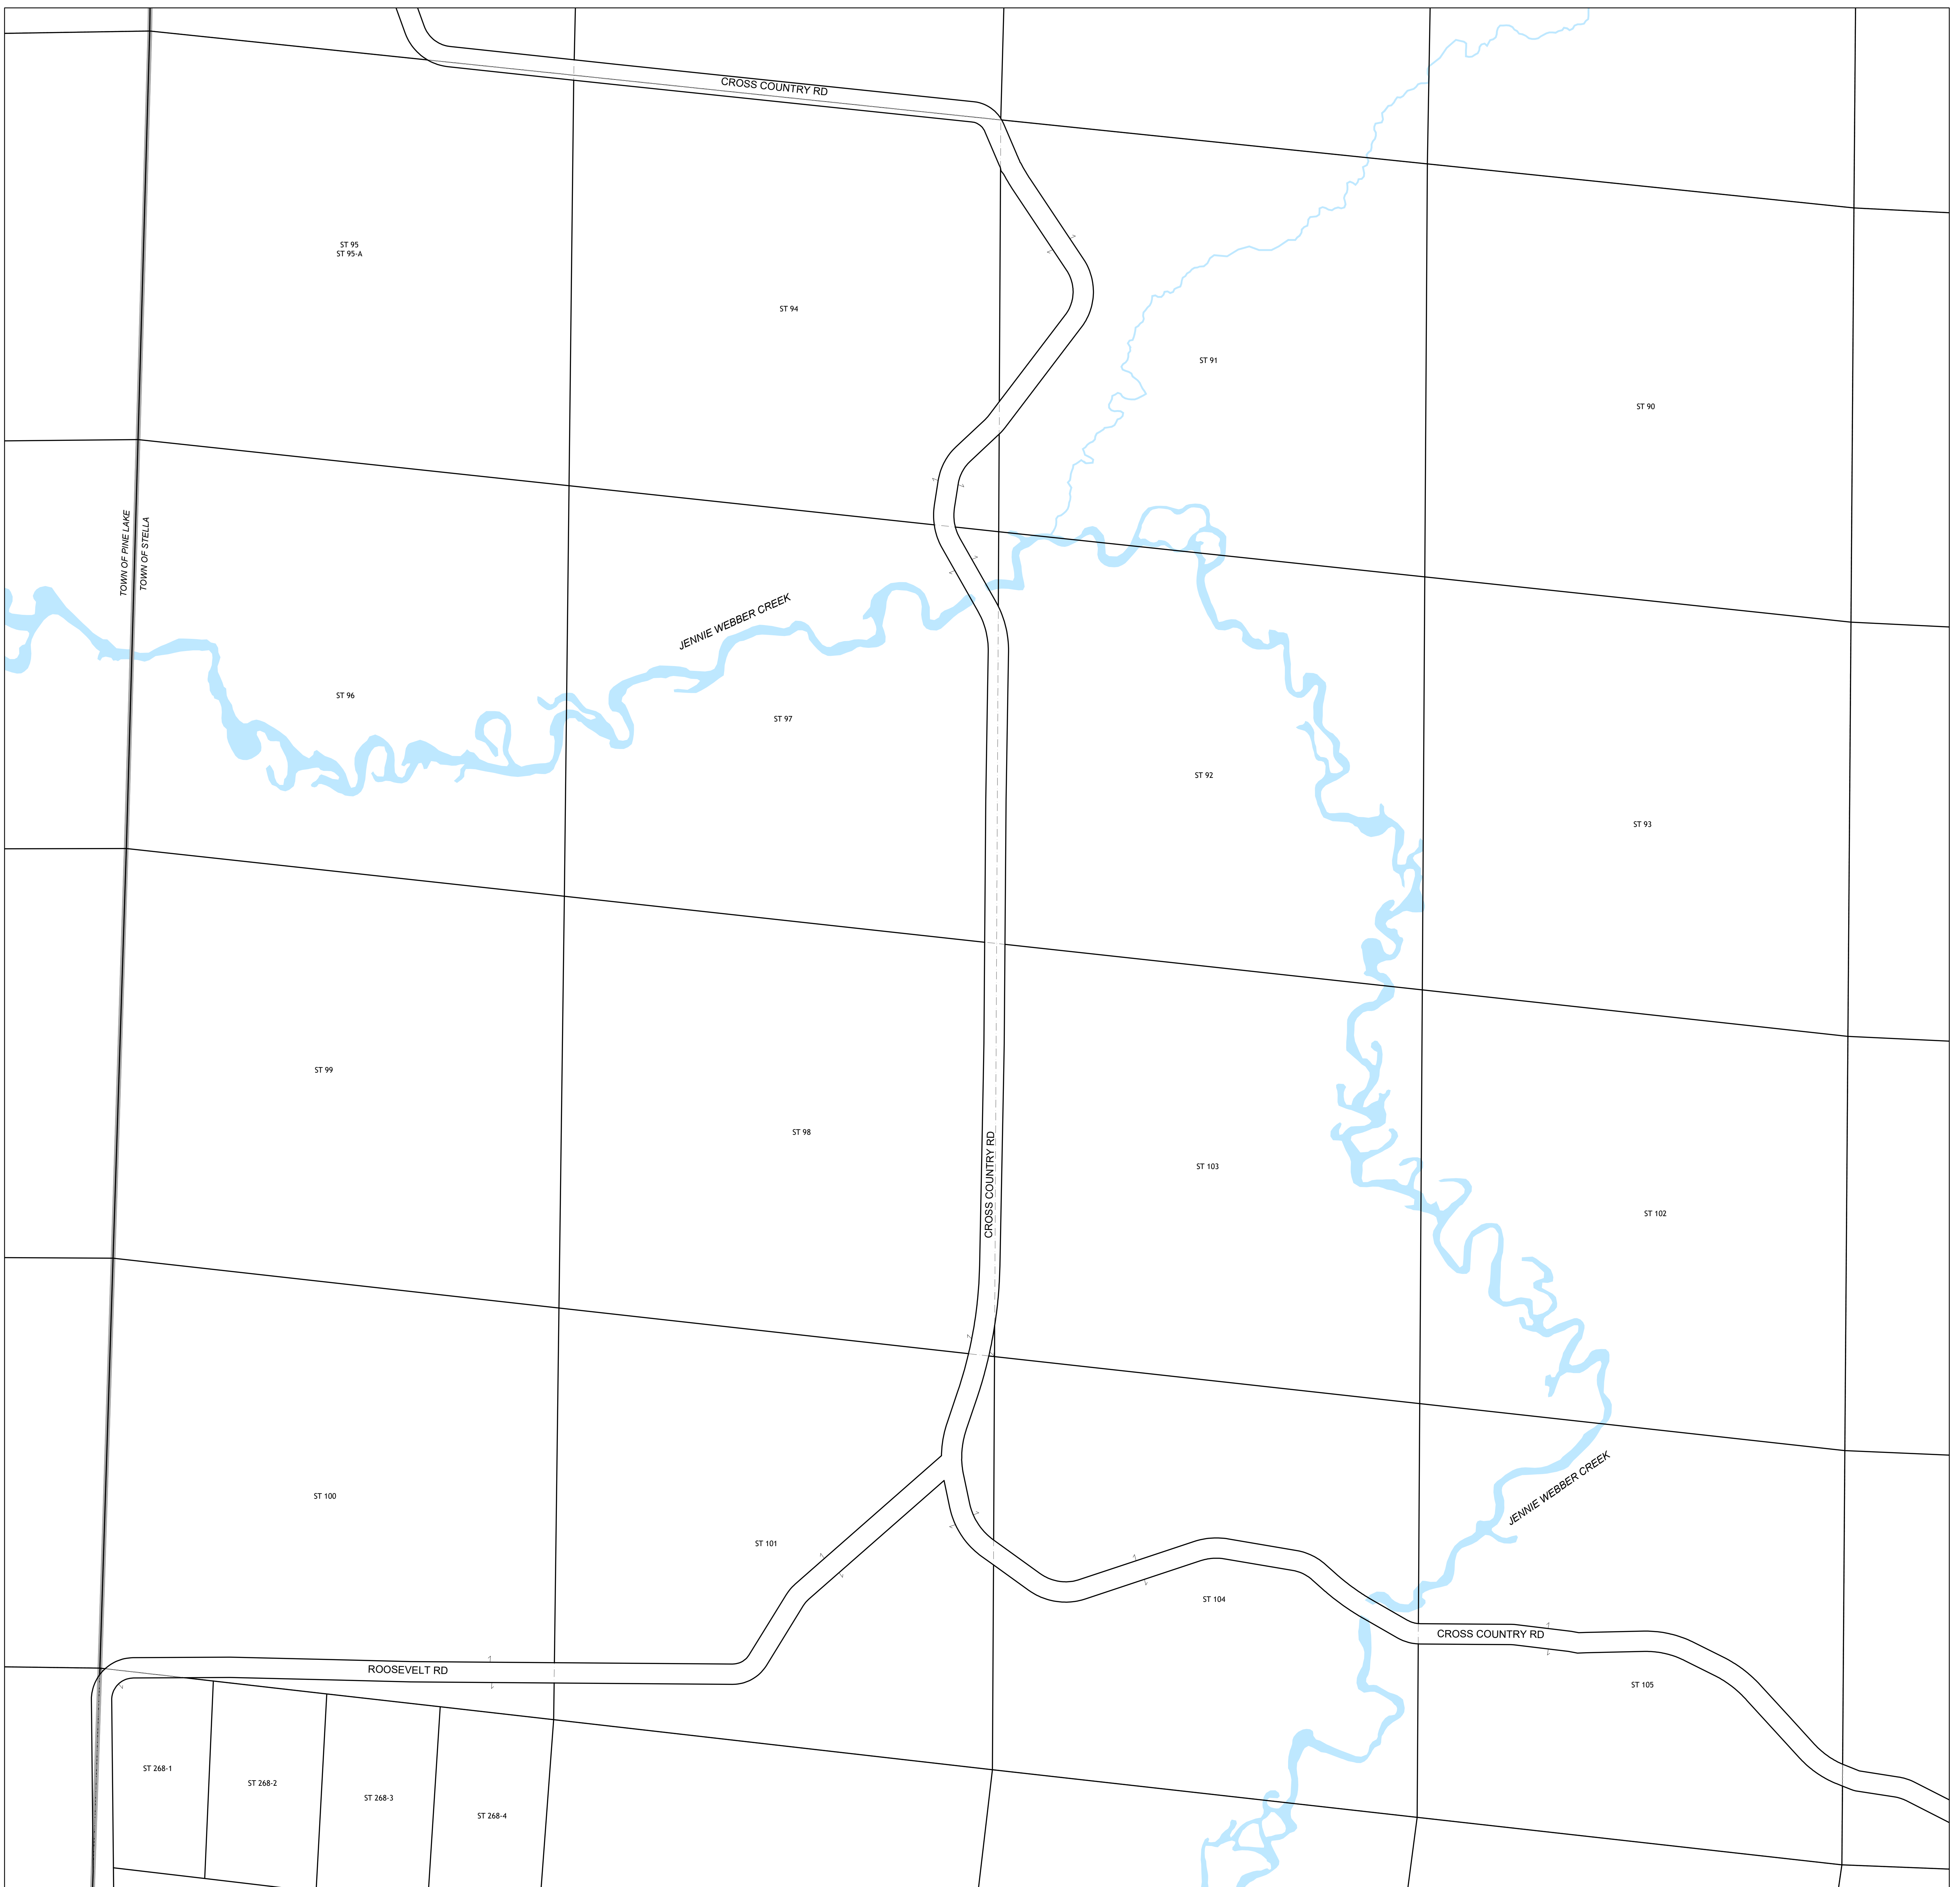 CROSS COUNTRY RD
ST 95
ST 95-A
ST 94
ST 91
ST 90
TOWN OF PINE LAKE
TOWN OF STELLA
JENNIE WEBBER CREEK
ST 96
ST 97
ST 92
ST 93
ST 99
ST 98
CROSS COUNTRY RD
ST 103
ST 102
JENNIE WEBBER CREEK
ST 100
ST 101
ST 104
CROSS COUNTRY RD
ROOSEVELT RD
ST 105
ST 268-1
ST 268-2
ST 268-3
ST 268-4